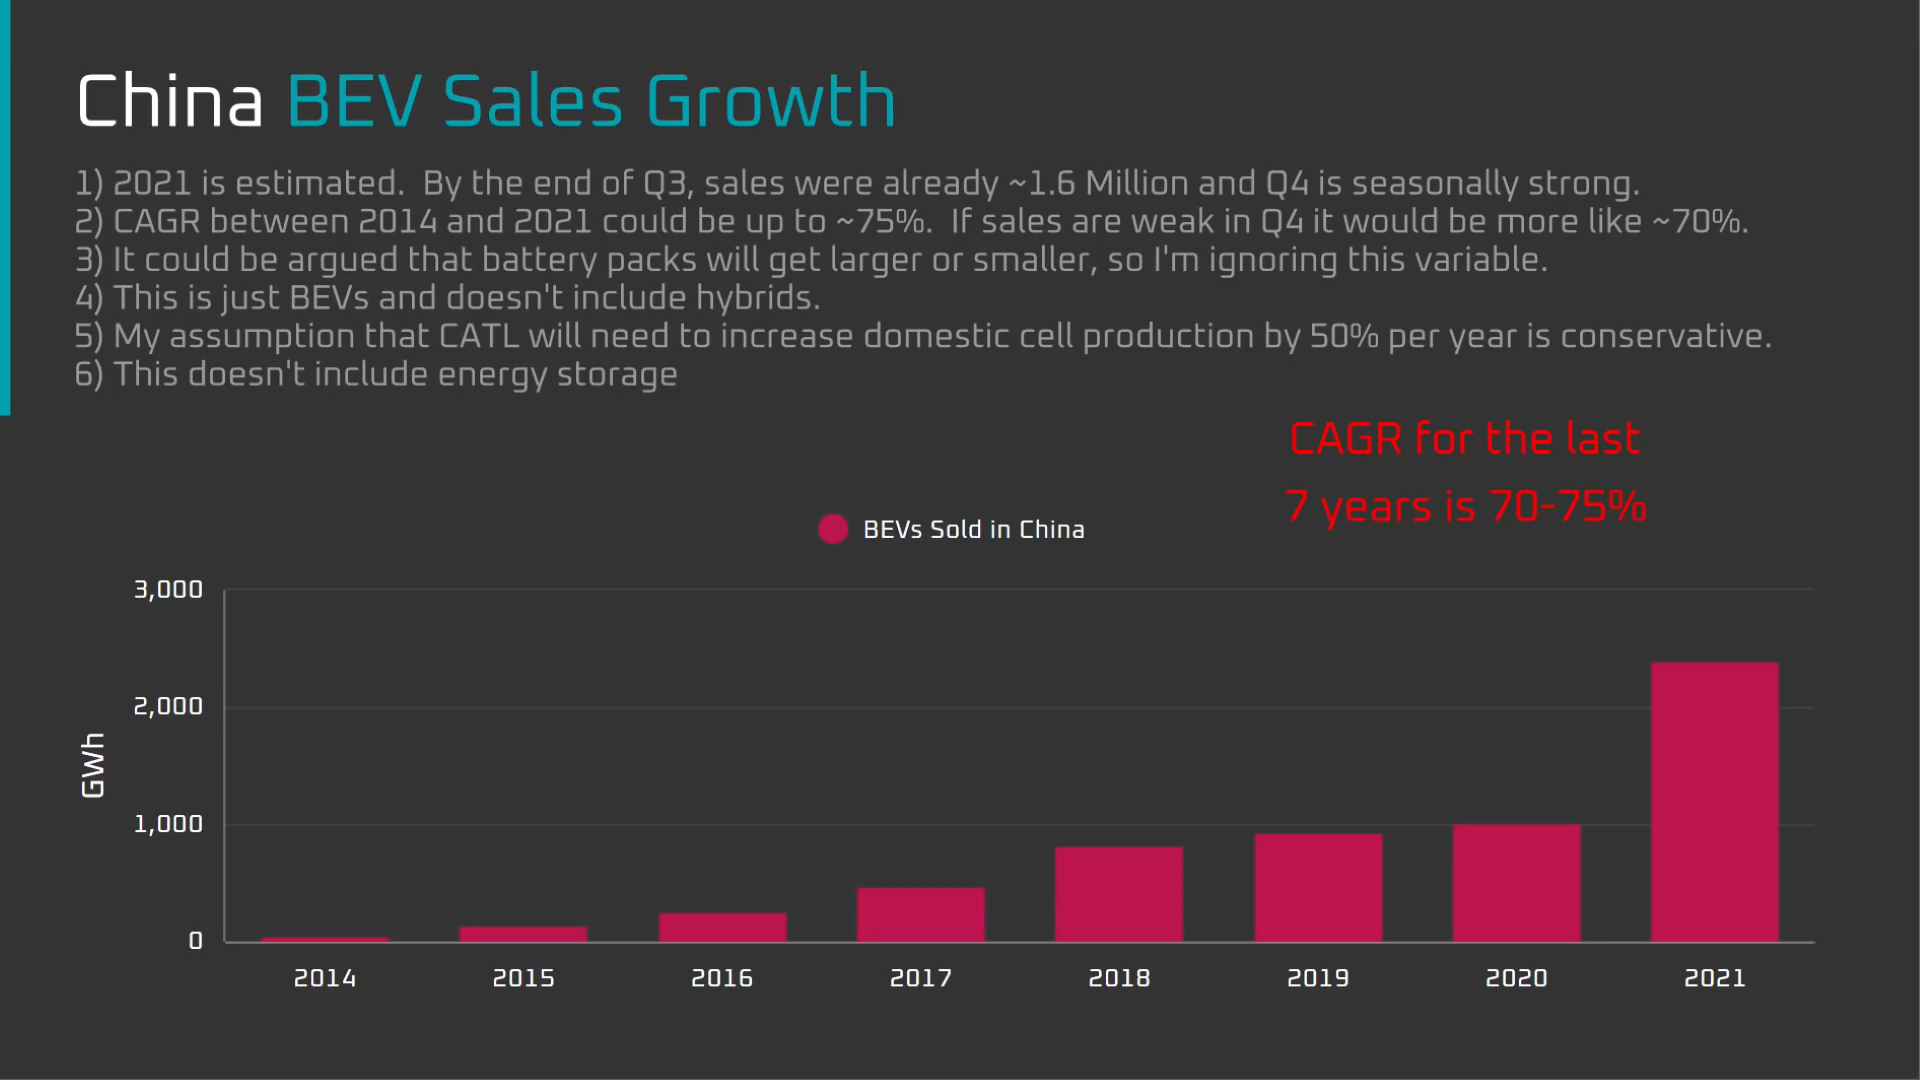 China BEV Sales Growth
1) 2021 is estimated.  By the end of Q3, sales were already ~1.6 Million and Q4 is seasonally strong.
2) CAGR between 2014 and 2021 could be up to ~75%.  If sales are weak in Q4 it would be more like ~70%.
3) It could be argued that battery packs will get larger or smaller, so I'm ignoring this variable.
4) This is just BEVs and doesn't include hybrids.
5) My assumption that CATL will need to increase domestic cell production by 50% per year is conservative.
6) This doesn't include energy storage
CAGR for the last
7 years is 70-75%
BEVs Sold in China
3,000
2,000
GWh
1,000
0
2014 2015 2016 2017 2018 2019 2020 2021